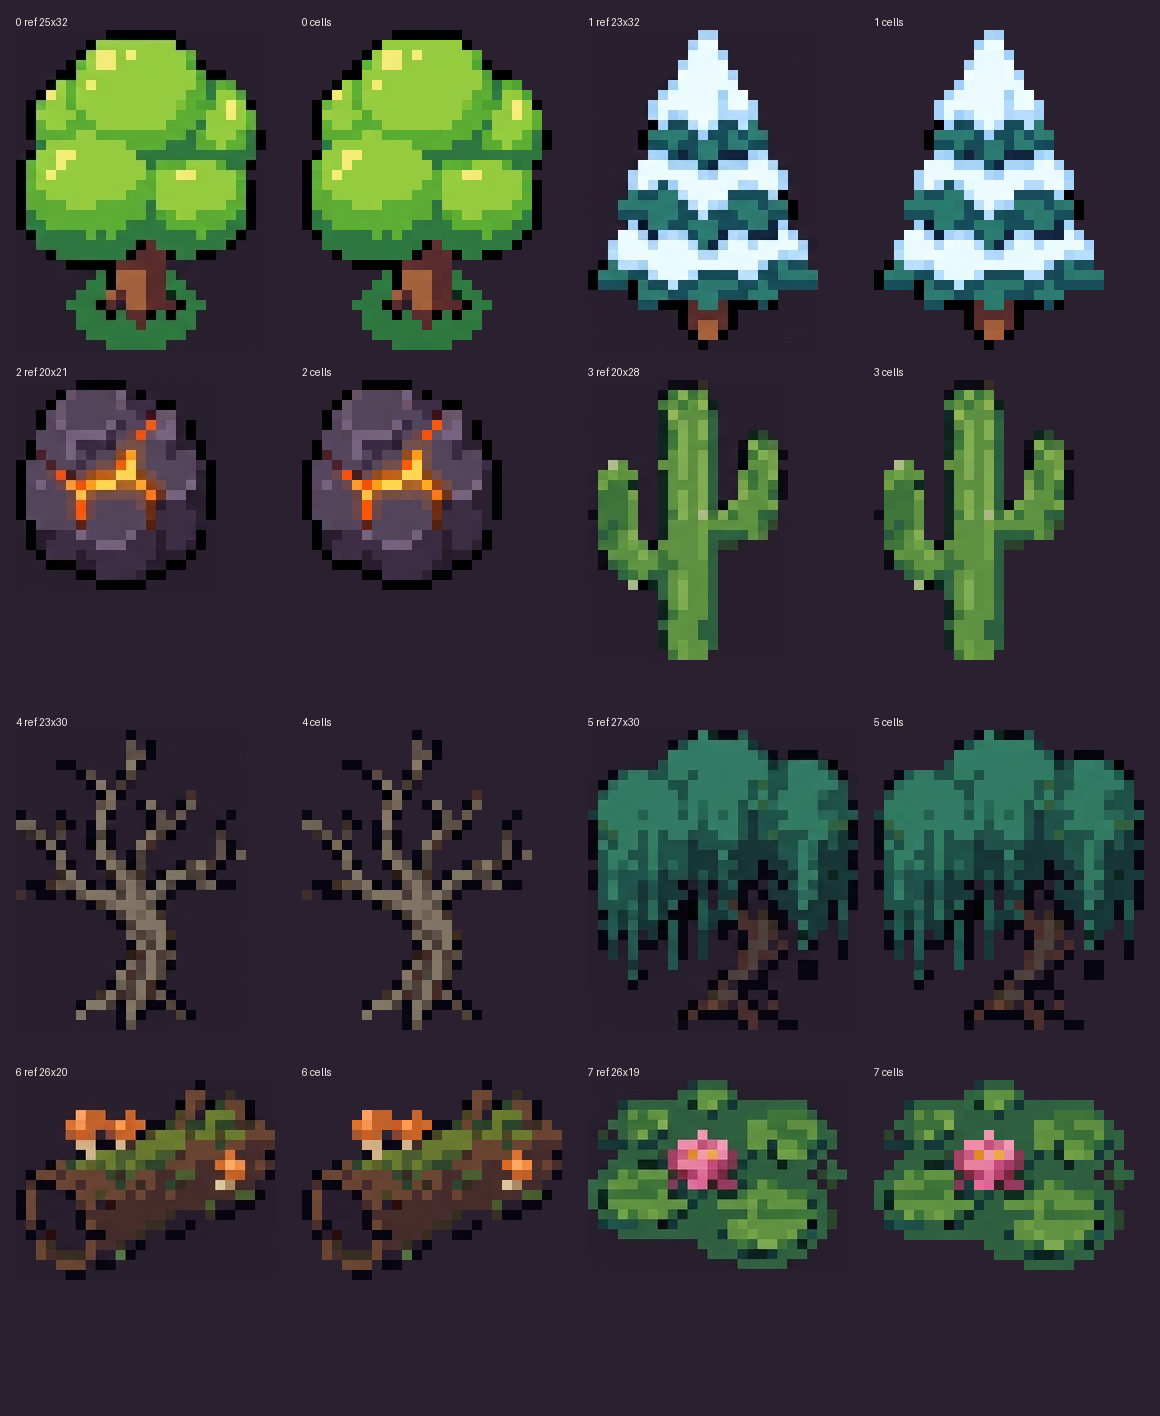 0 ref 25x32
0 cells
1 ref 23x32
1 cells
2 ref 20x21
2 cells
3 ref 20x28
3 cells
4 ref 23x30
4 cells
5 ref 27x30
5 cells
6 ref 26x20
6 cells
7 ref 26x19
7 cells